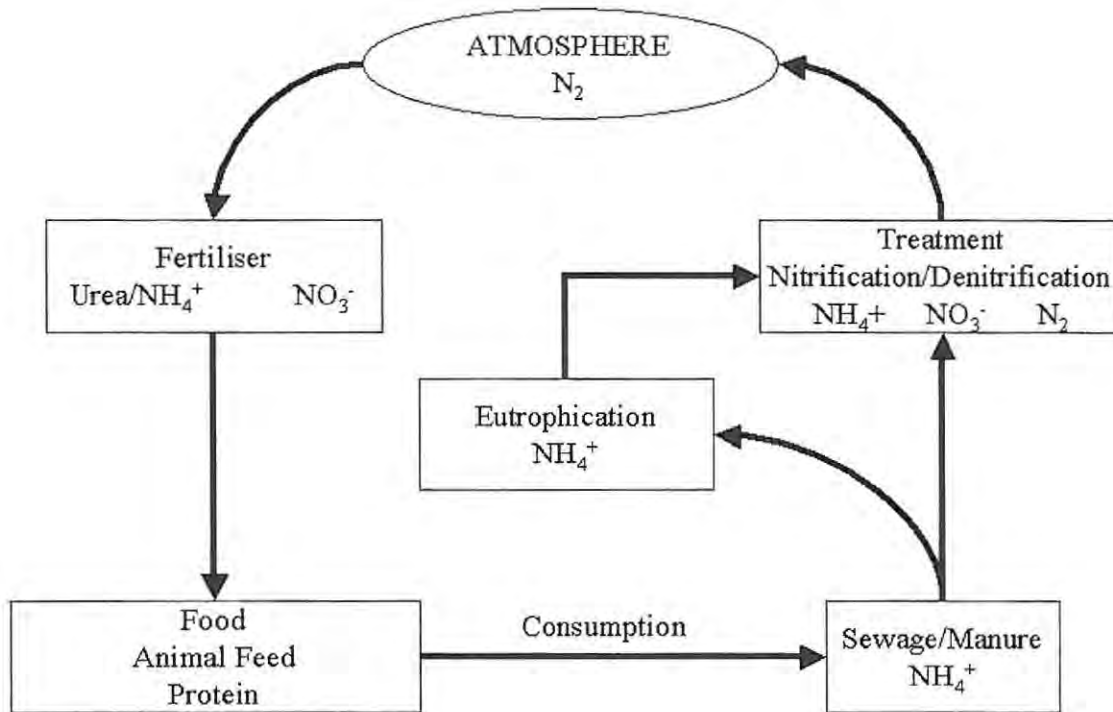 ATMOSPHERE
N₂
Fertiliser
Urea/NH₄⁺ NO₃⁻
Treatment
Nitrification/Denitrification
NH₄+ NO₃⁻ N₂
Eutrophication
NH₄⁺
Food
Animal Feed
Protein
Consumption
Sewage/Manure
NH₄⁺